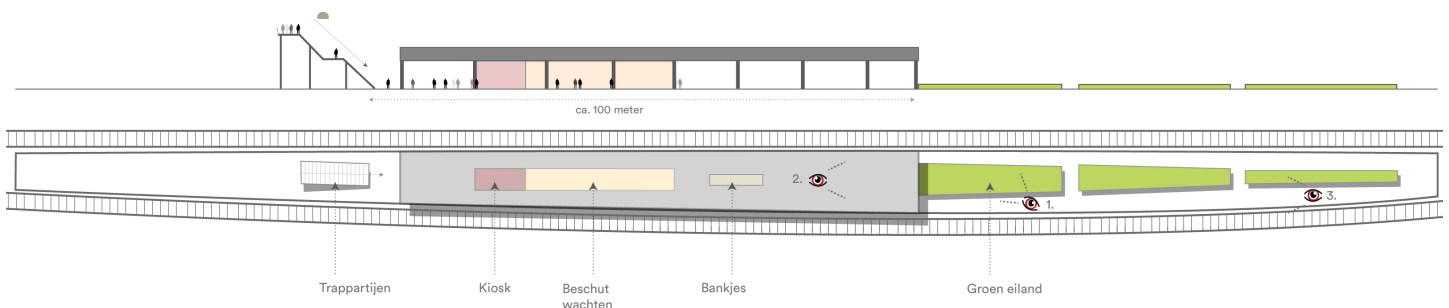 ca. 100 meter
2.
1.
3.
Trappartijen
Kiosk
Beschut
wachten
Bankjes
Groen eiland